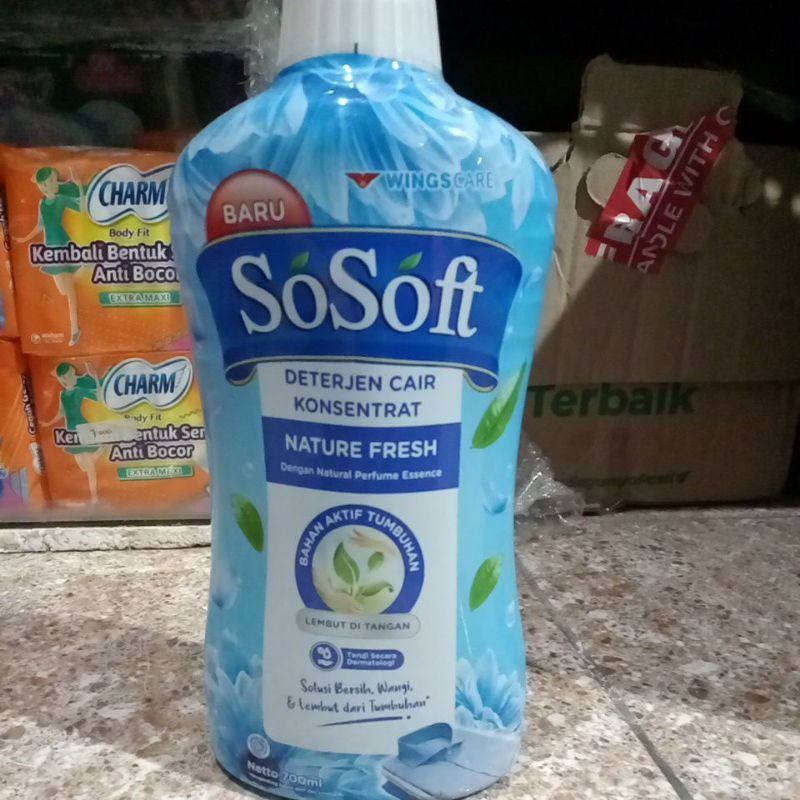 WINGSCARE
BARU
SoSoft
DETERJEN CAIR
KONSENTRAT
NATURE FRESH
Dengan Natural Perfume Essence
BAHAN AKTIF TUMBUHAN
LEMBUT DI TANGAN
Teruji Secara
Dermatologi
Solusi Bersih, Wangi,
& Lembut dari Tumbuhan*
Netto 700ml
CHARM
Body Fit
Kembali Bentuk
Anti Bocor
EXTRA MAXI
CHARM
Body Fit
Anti Bocor
EXTRA MAXI
FRAG
ANDLE WITH C
Terbaik